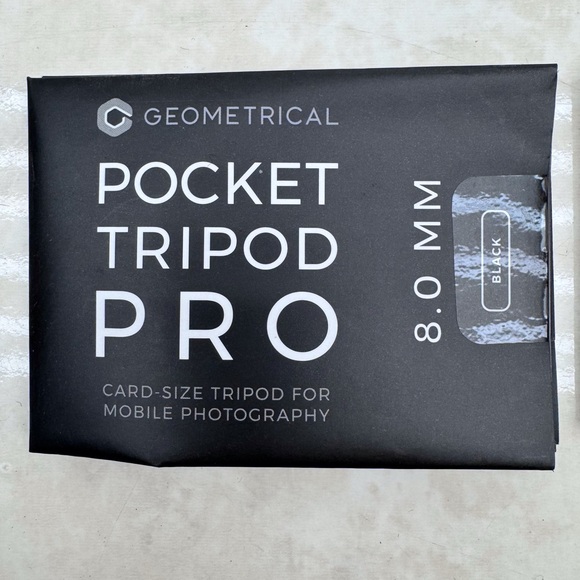 GEOMETRICAL
POCKET
TRIPOD
PRO
CARD-SIZE TRIPOD FOR
MOBILE PHOTOGRAPHY
8.0 MM
BLACK